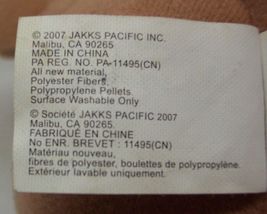 © 2007 JAKKS PACIFIC INC.
Malibu, CA 90265
MADE IN CHINA
PA REG. NO. PA-11495(CN)
All new material,
Polyester Fibers,
Polypropylene Pellets
Surface Washable Only
© Société JAKKS PACIFIC 2007
Malibu, CA 90265.
FABRIQUÉ EN CHINE
No ENR. BREVET : 11495(CN)
Matériau nouveau,
fibres de polyester, boulettes de polypropylène.
Extérieur lavable uniquement.